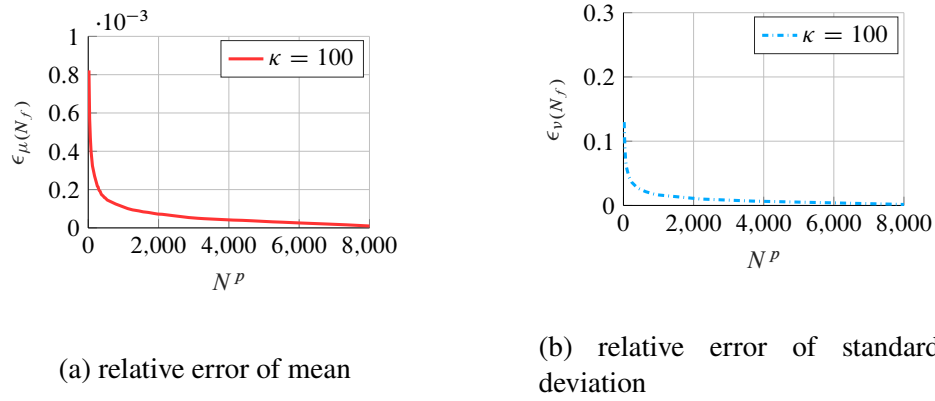 ·10⁻³
1
0.8
0.6
0.4
0.2
0
0 2,000 4,000 6,000 8,000
ϵ_{μ(N_f)}
N^p
κ = 100
(a) relative error of mean
0.3
0.2
0.1
0
0 2,000 4,000 6,000 8,000
ϵ_{ν(N_f)}
N^p
κ = 100
(b) relative error of standard
deviation